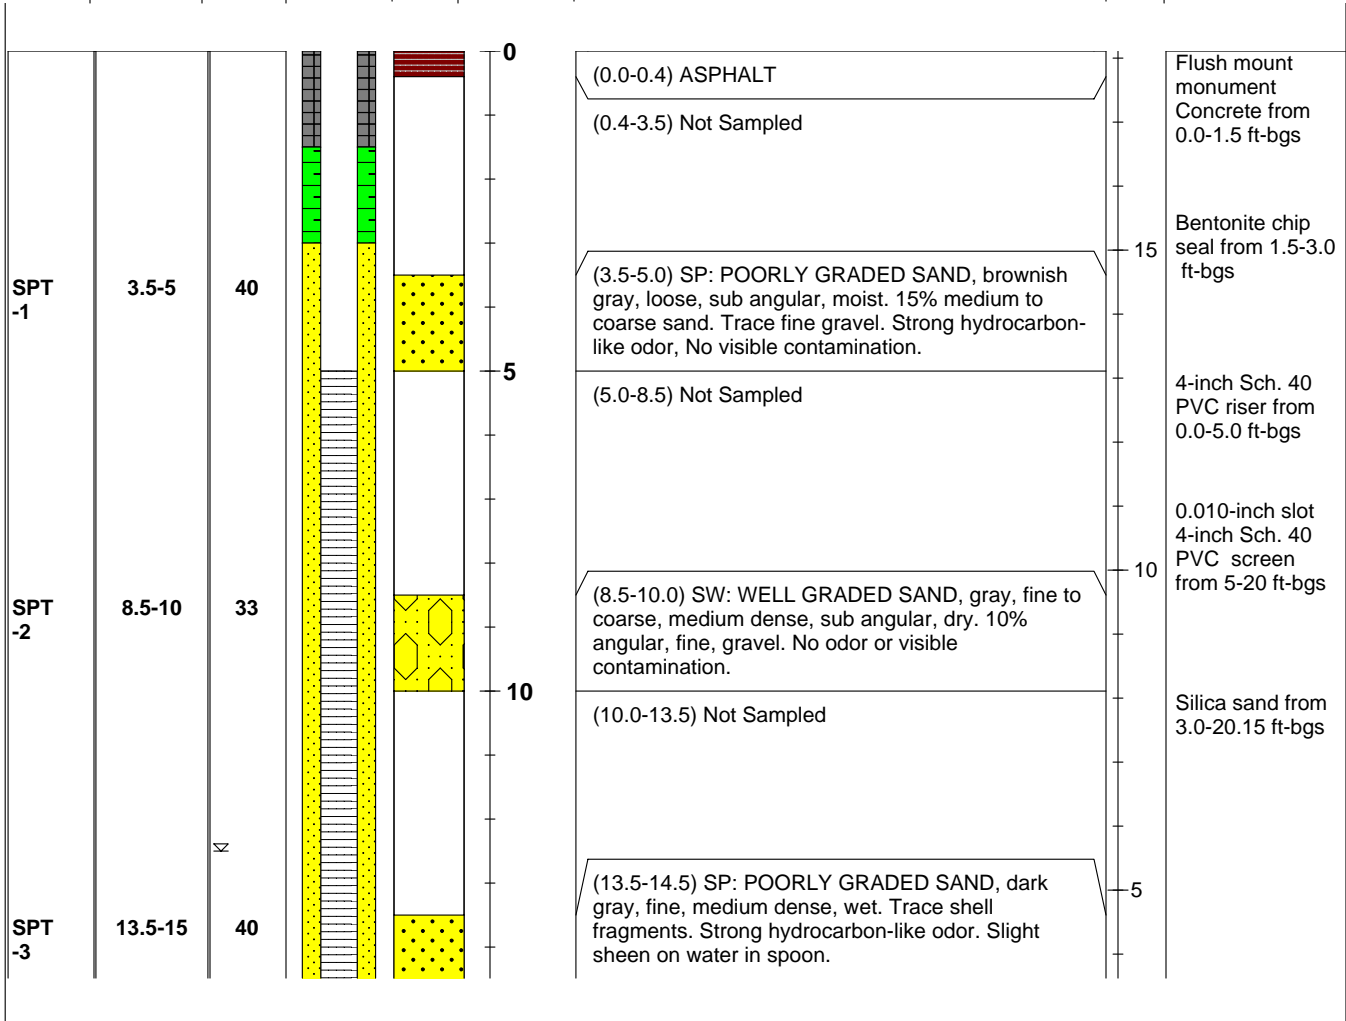 0
(0.0-0.4) ASPHALT
(0.4-3.5) Not Sampled
Flush mount
monument
Concrete from
0.0-1.5 ft-bgs
Bentonite chip
seal from 1.5-3.0
ft-bgs
15
SPT
-1
3.5-5
40
(3.5-5.0) SP: POORLY GRADED SAND, brownish
gray, loose, sub angular, moist. 15% medium to
coarse sand. Trace fine gravel. Strong hydrocarbon-
like odor, No visible contamination.
5
(5.0-8.5) Not Sampled
4-inch Sch. 40
PVC riser from
0.0-5.0 ft-bgs
0.010-inch slot
4-inch Sch. 40
PVC screen
from 5-20 ft-bgs
10
SPT
-2
8.5-10
33
(8.5-10.0) SW: WELL GRADED SAND, gray, fine to
coarse, medium dense, sub angular, dry. 10%
angular, fine, gravel. No odor or visible
contamination.
10
(10.0-13.5) Not Sampled
Silica sand from
3.0-20.15 ft-bgs
5
SPT
-3
13.5-15
40
(13.5-14.5) SP: POORLY GRADED SAND, dark
gray, fine, medium dense, wet. Trace shell
fragments. Strong hydrocarbon-like odor. Slight
sheen on water in spoon.